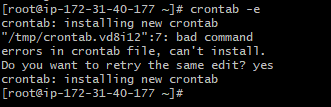 [root@ip-172-31-40-177 ~]# crontab -e
crontab: installing new crontab
"/tmp/crontab.vd8i12":7: bad command
errors in crontab file, can't install.
Do you want to retry the same edit? yes
crontab: installing new crontab
[root@ip-172-31-40-177 ~]#